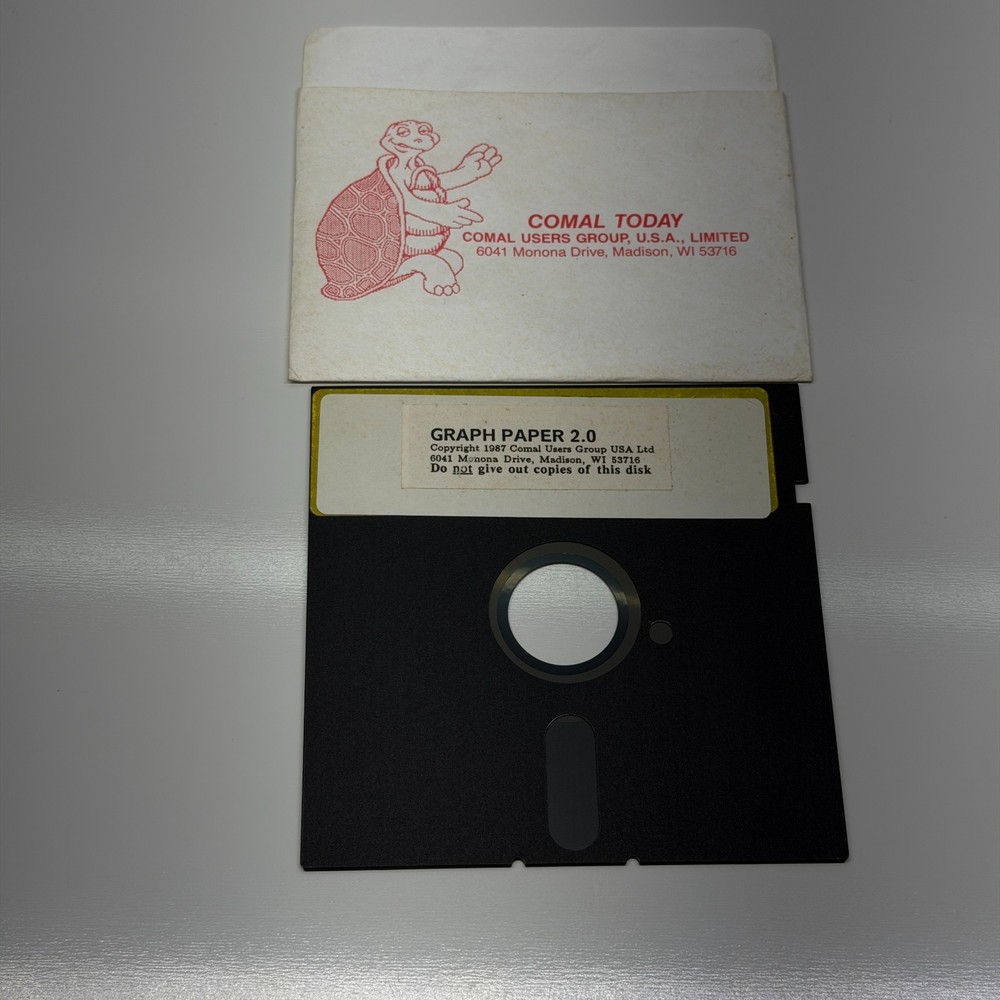 COMAL TODAY
COMAL USERS GROUP, U.S.A., LIMITED
6041 Monona Drive, Madison, WI 53716
GRAPH PAPER 2.0
Copyright 1987 Comal Users Group USA Ltd
6041 Monona Drive, Madison, WI 53716
Do not give out copies of this disk